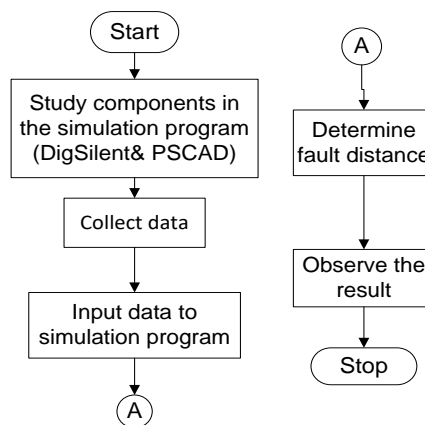 Start
Study components in
the simulation program
(DigSilent& PSCAD)
Collect data
Input data to
simulation program
A
A
Determine
fault distance
Observe the
result
Stop